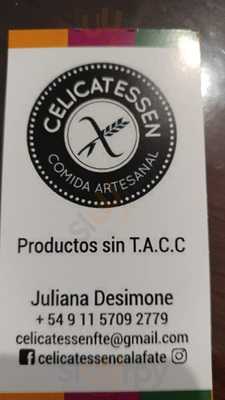 CELICATESSEN
COMIDA ARTESANAL
Productos sin T.A.C.C
Juliana Desimone
+ 54 9 11 5709 2779
celicatessenfte@gmail.com
celicatessencalafate